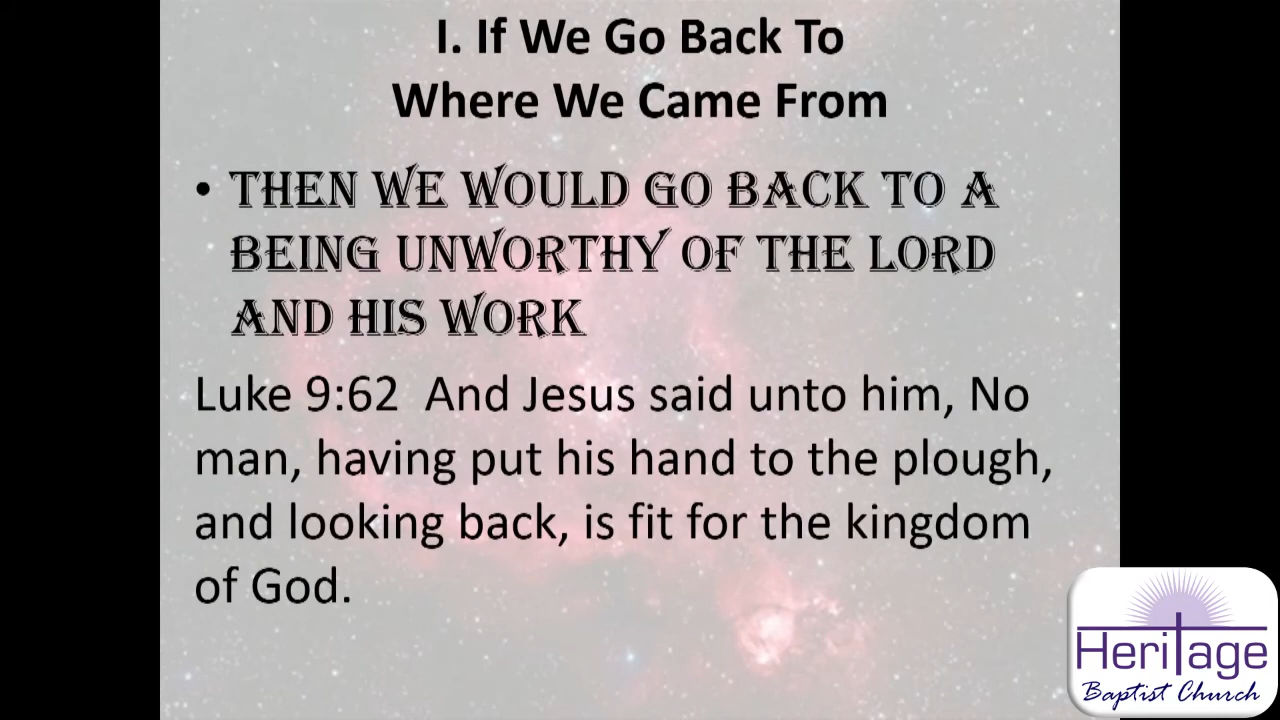 I. If We Go Back To
Where We Came From
• THEN WE WOULD GO BACK TO A
BEING UNWORTHY OF THE LORD
AND HIS WORK
Luke 9:62  And Jesus said unto him, No
man, having put his hand to the plough,
and looking back, is fit for the kingdom
of God.
Heritage
Baptist Church